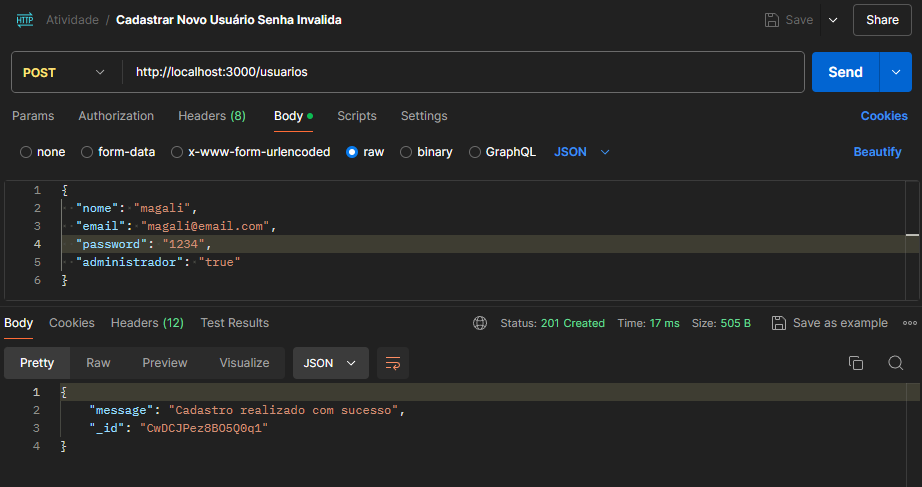 HTTP Atividade / Cadastrar Novo Usuário Senha Invalida Save Share
POST http://localhost:3000/usuarios Send
Params Authorization Headers (8) Body Scripts Settings Cookies
none form-data x-www-form-urlencoded raw binary GraphQL JSON Beautify
1 {
2 "nome": "magali",
3 "email": "magali@email.com",
4 "password": "1234",
5 "administrador": "true"
6 }
Body Cookies Headers (12) Test Results Status: 201 Created Time: 17 ms Size: 505 B Save as example
Pretty Raw Preview Visualize JSON
1 {
2 "message": "Cadastro realizado com sucesso",
3 "_id": "CwDCJPez8BO5Q0q1"
4 }